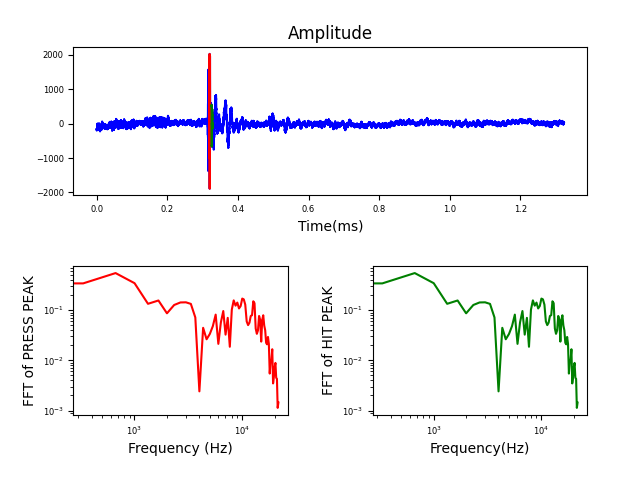 Amplitude
2000
1000
0
−1000
−2000
0.0 0.2 0.4 0.6 0.8 1.0 1.2
Time(ms)
FFT of PRESS PEAK
10⁻¹
10⁻²
10⁻³
10³ 10⁴
Frequency (Hz)
FFT of HIT PEAK
10⁻¹
10⁻²
10⁻³
10³ 10⁴
Frequency(Hz)